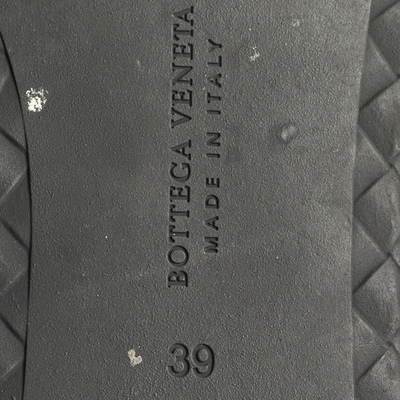 BOTTEGA VENETA
MADE IN ITALY
39